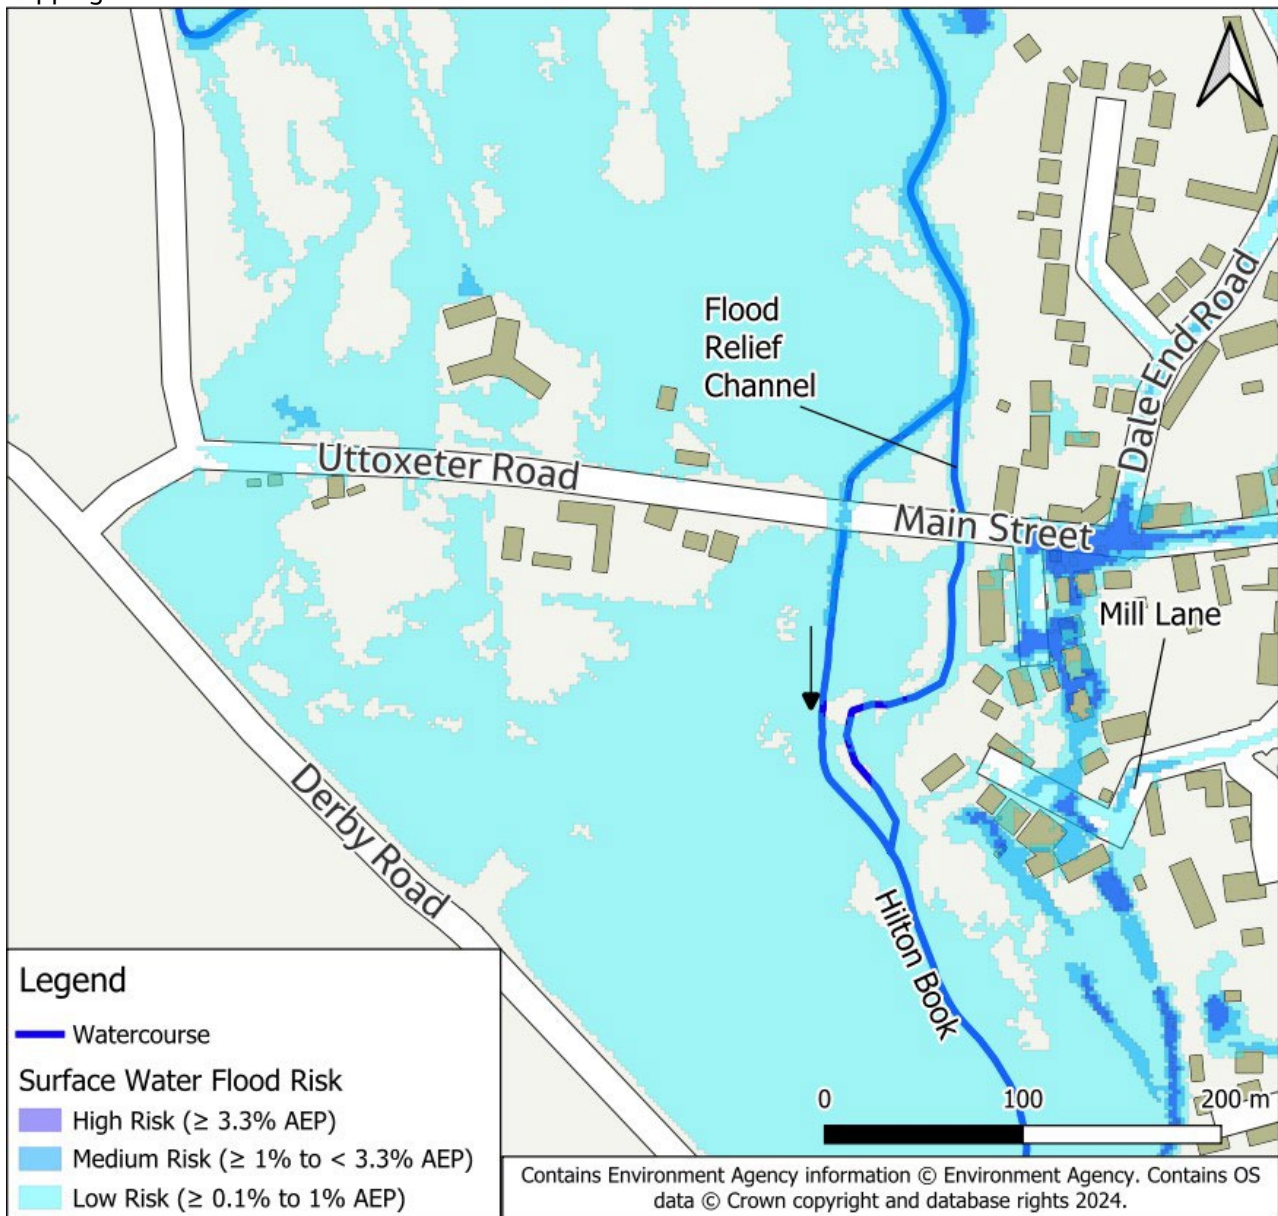 Flood
Relief
Channel
Dale End Road
Uttoxeter Road
Main Street
Mill Lane
Derby Road
Hilton Book
Legend
Watercourse
Surface Water Flood Risk
High Risk (≥ 3.3% AEP)
Medium Risk (≥ 1% to < 3.3% AEP)
Low Risk (≥ 0.1% to 1% AEP)
0 100 200 m
Contains Environment Agency information © Environment Agency. Contains OS
data © Crown copyright and database rights 2024.